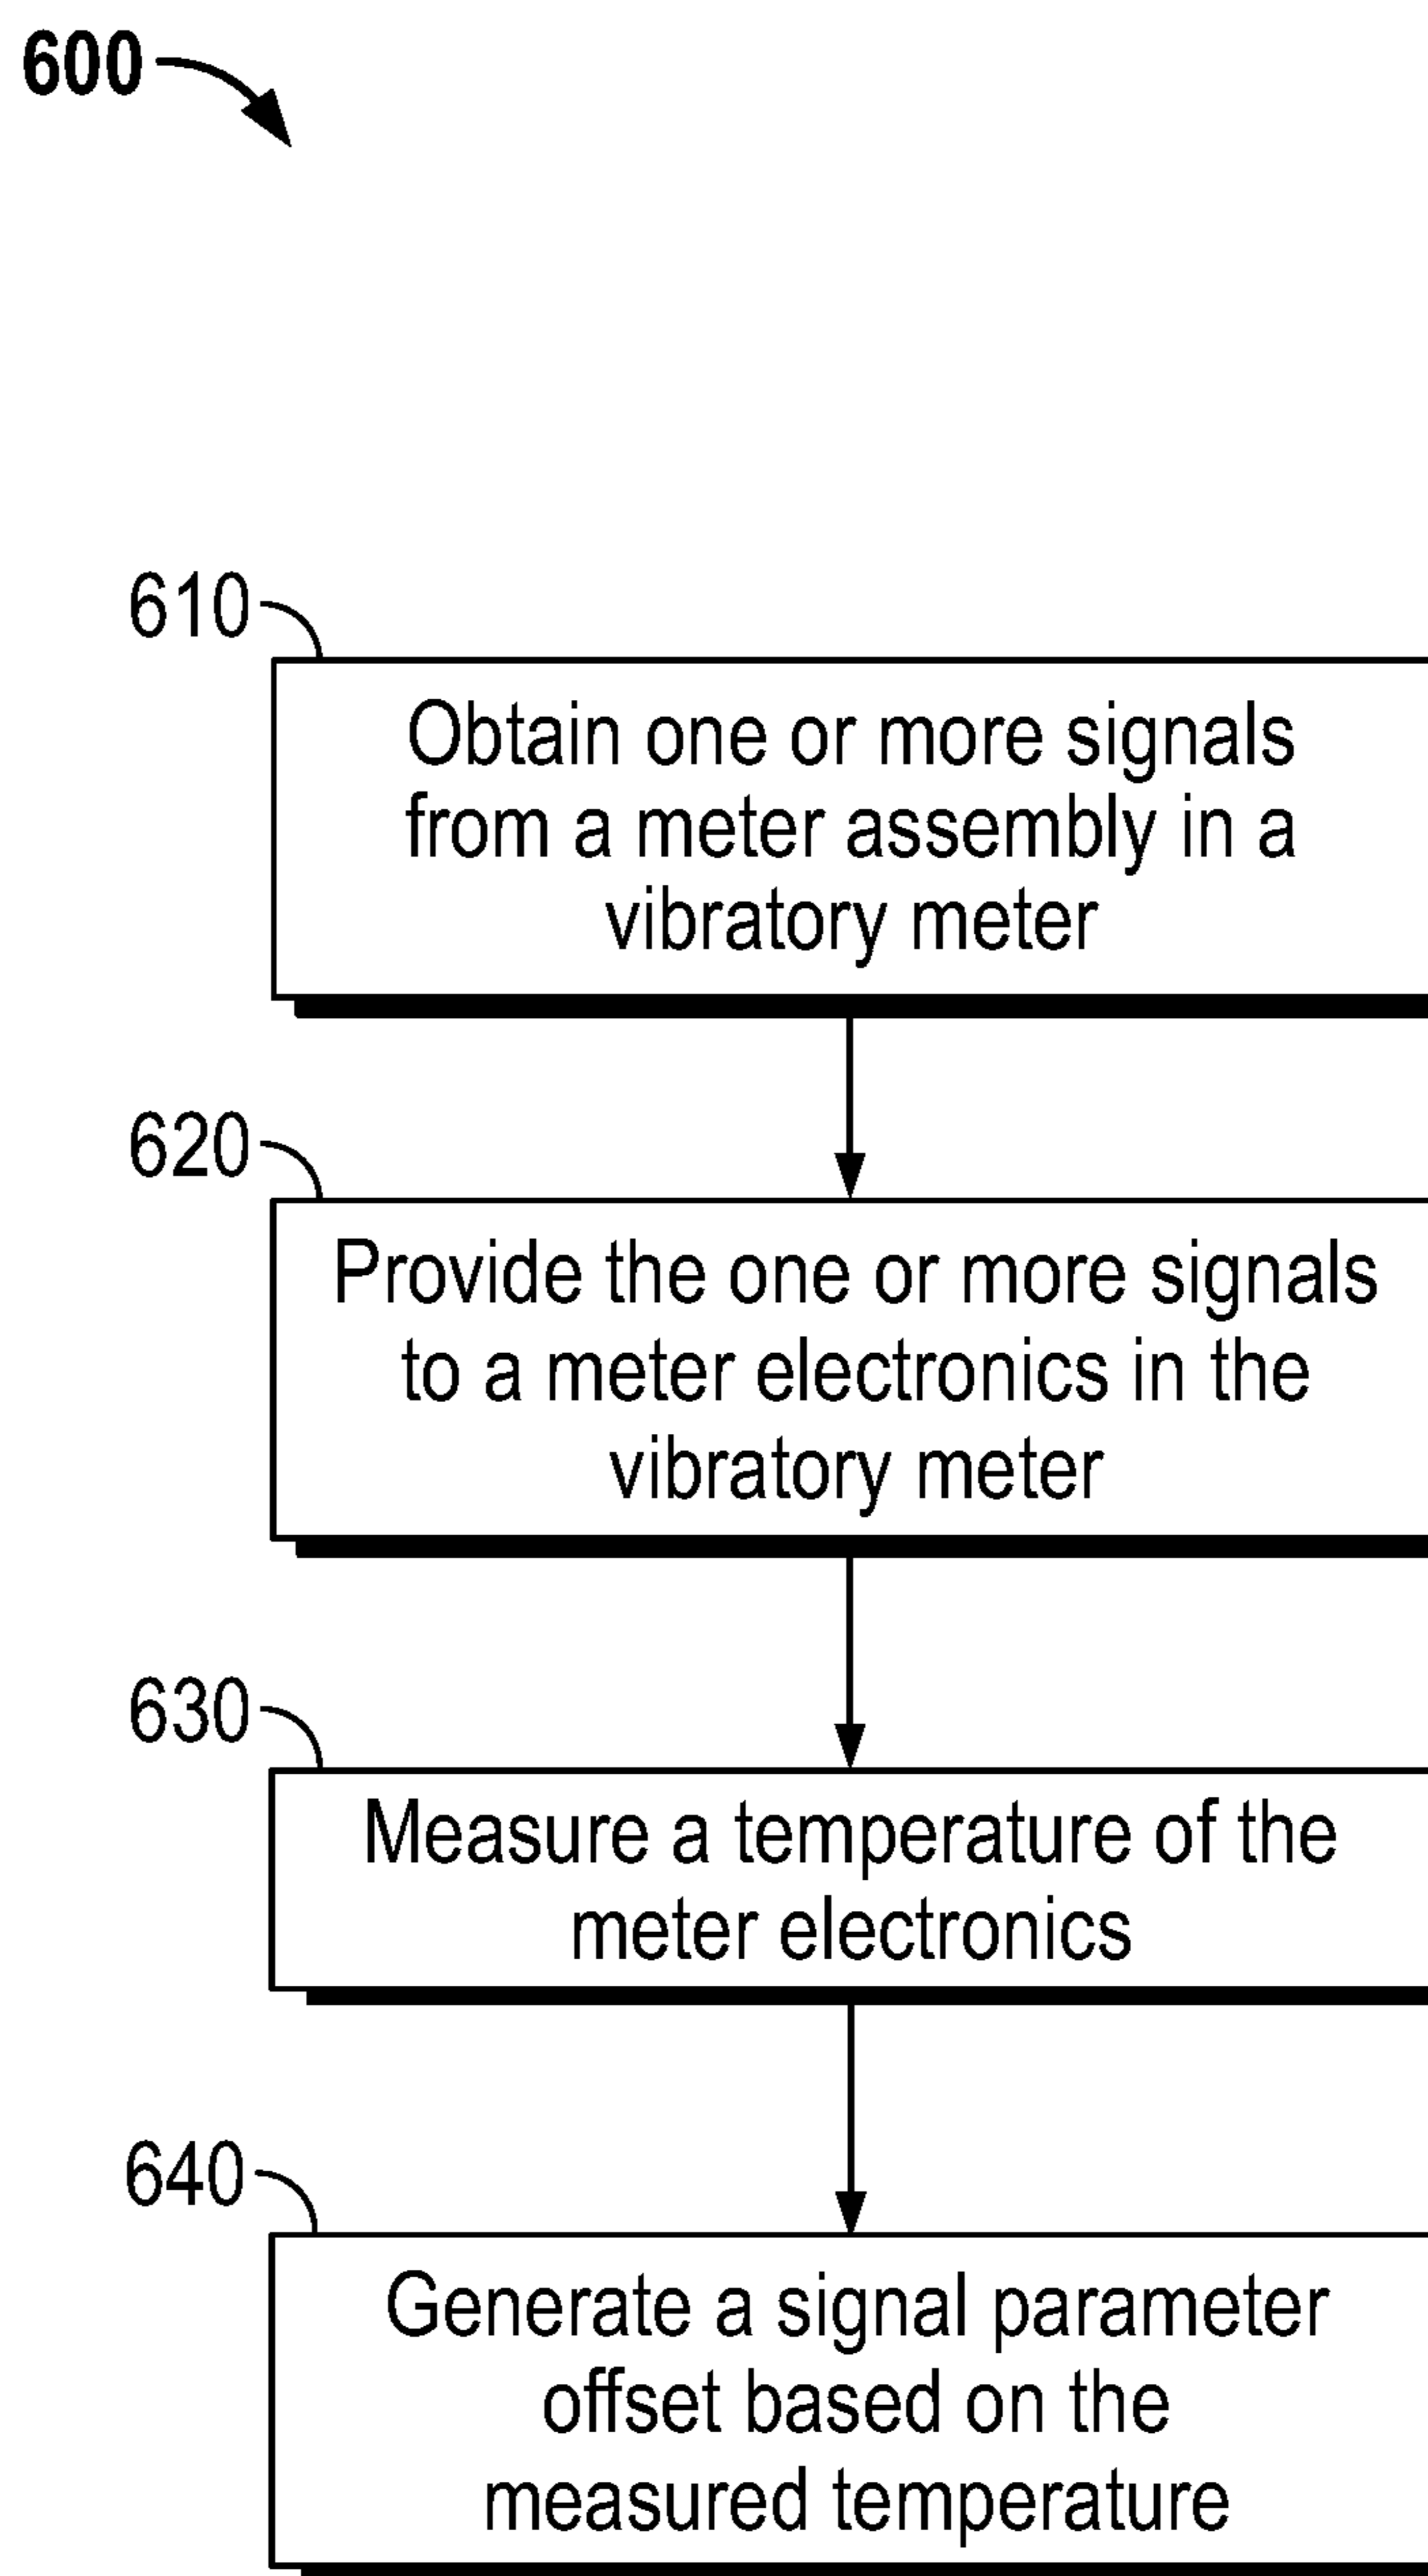 600
610
Obtain one or more signals
from a meter assembly in a
vibratory meter
620
Provide the one or more signals
to a meter electronics in the
vibratory meter
630
Measure a temperature of the
meter electronics
640
Generate a signal parameter
offset based on the
measured temperature